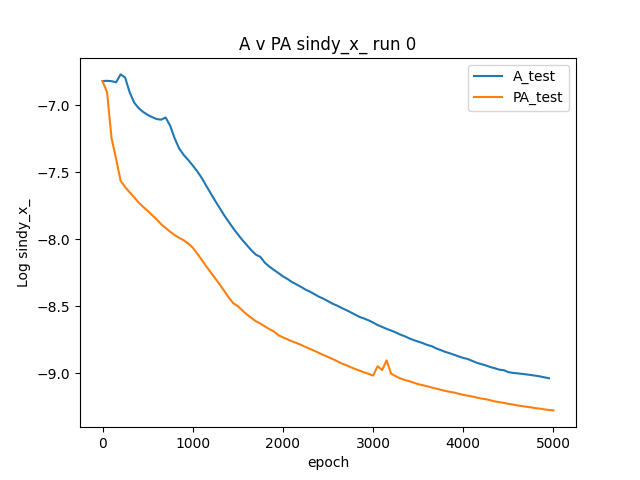 A v PA sindy_x_ run 0
A_test
PA_test
−7.0
−7.5
−8.0
−8.5
−9.0
Log sindy_x_
0 1000 2000 3000 4000 5000
epoch